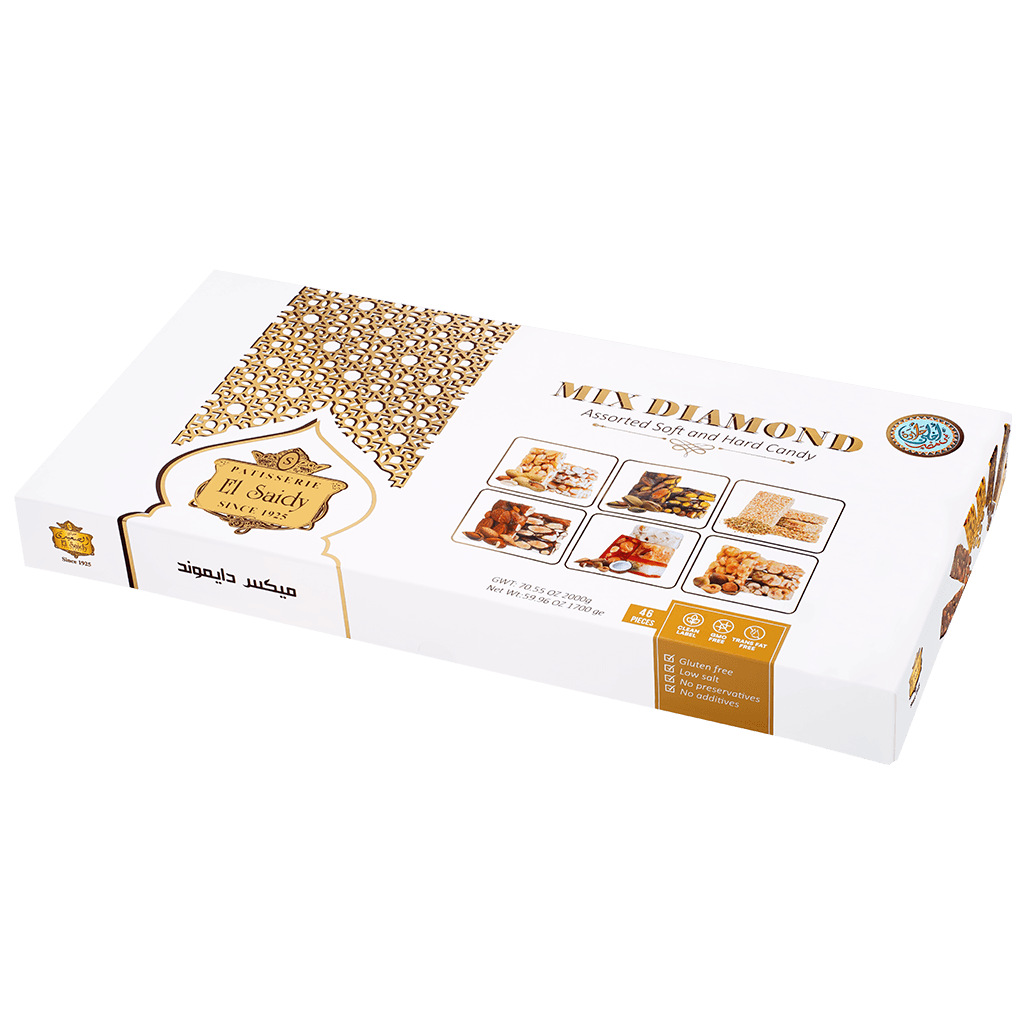 MIX DIAMOND
Assorted Soft and Hard Candy
S
PATISSERIE
El Saidy
SINCE 1925
GWT: 70.55 OZ 2000g
Net Wt:59.96 OZ 1700 ge
46
PIECES
CLEAN
LABEL
GMO
FREE
TRANS FAT
FREE
Gluten free
Low salt
No preservatives
No additives
ميكس دايموند
El Saidy
Since 1925